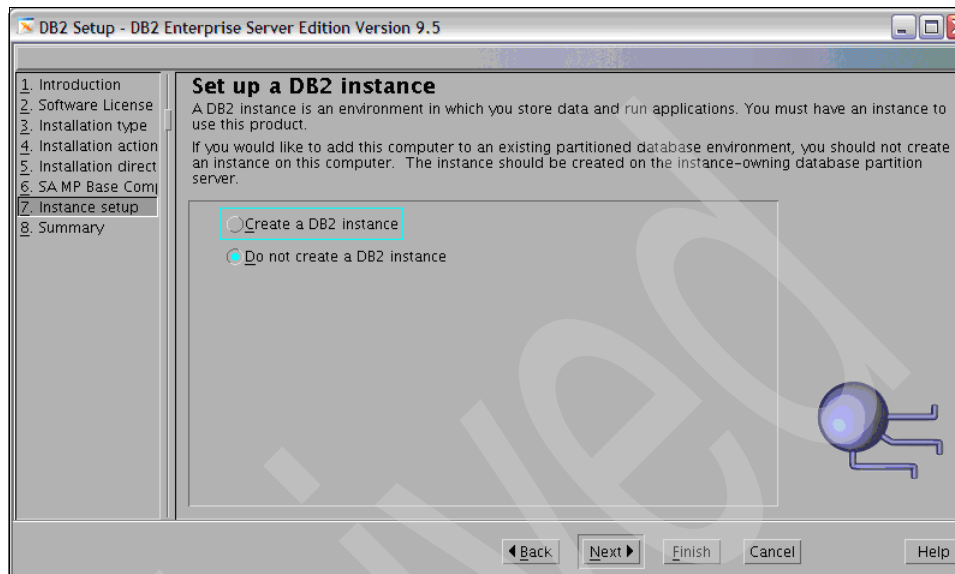 DB2 Setup - DB2 Enterprise Server Edition Version 9.5
1. Introduction
2. Software License
3. Installation type
4. Installation action
5. Installation direct
6. SA MP Base Com
7. Instance setup
8. Summary
Set up a DB2 instance
A DB2 instance is an environment in which you store data and run applications. You must have an instance to
use this product.
If you would like to add this computer to an existing partitioned database environment, you should not create
an instance on this computer. The instance should be created on the instance-owning database partition
server.
Create a DB2 instance
Do not create a DB2 instance
Back
Next
Finish
Cancel
Help